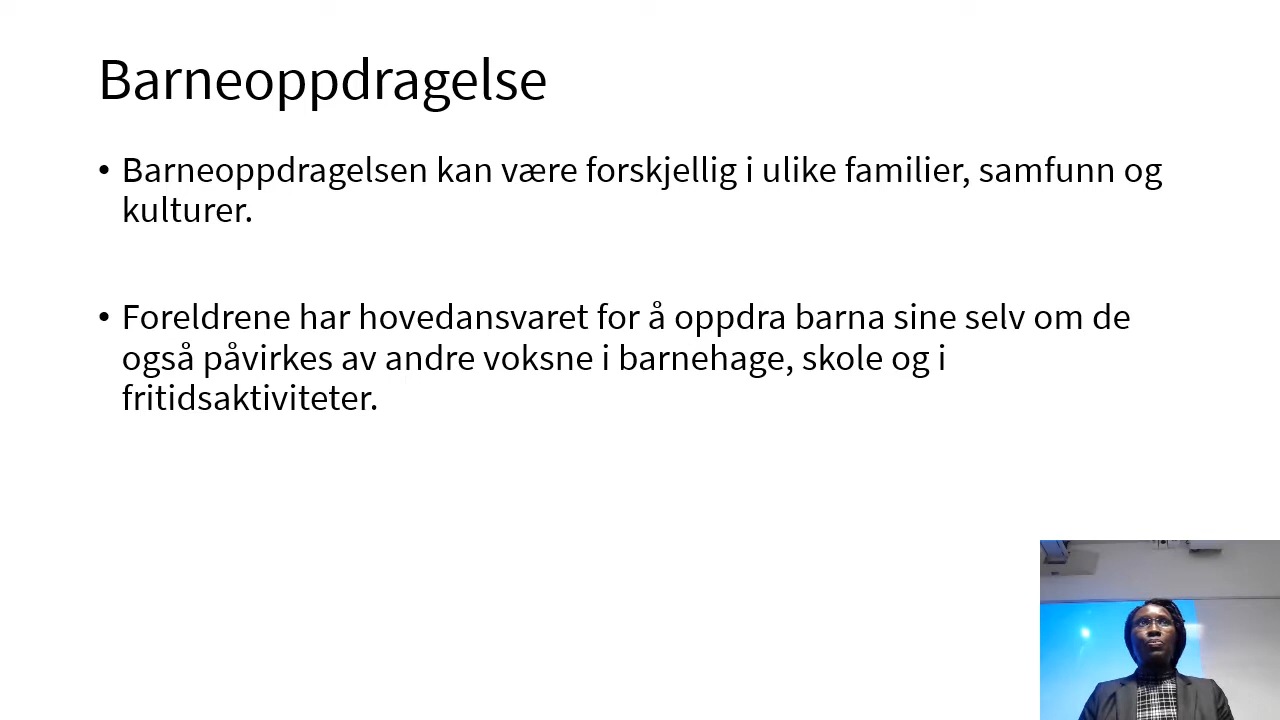 Barneoppdragelse
• Barneoppdragelsen kan være forskjellig i ulike familier, samfunn og
kulturer.
• Foreldrene har hovedansvaret for å oppdra barna sine selv om de
også påvirkes av andre voksne i barnehage, skole og i
fritidsaktiviteter.